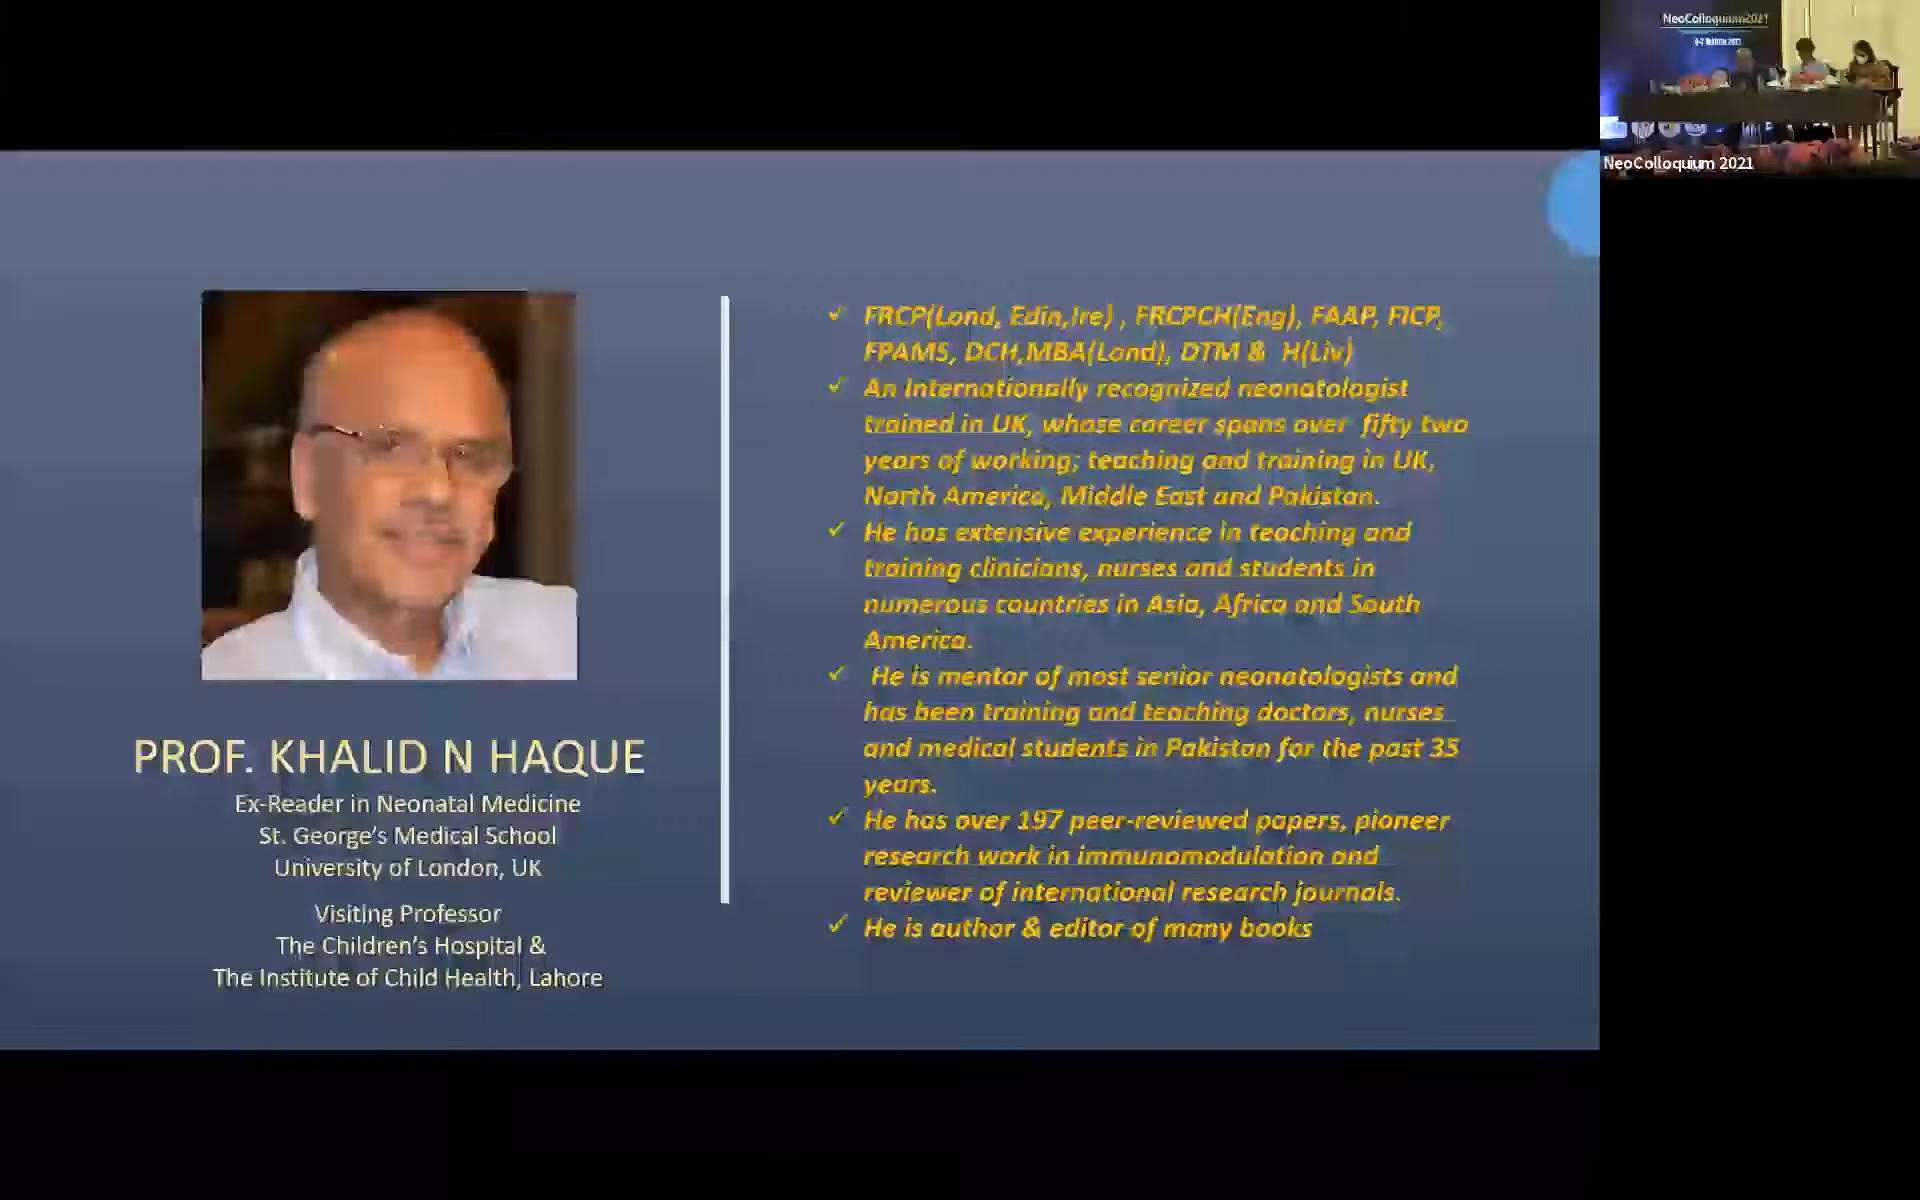 NeoColloquium2021
NeoColloquium 2021
PROF. KHALID N HAQUE
Ex-Reader in Neonatal Medicine
St. George's Medical School
University of London, UK
Visiting Professor
The Children's Hospital &
The Institute of Child Health, Lahore
✓ FRCP(Lond, Edin,Ire) , FRCPCH(Eng), FAAP, FICP,
FPAMS, DCH,MBA(Lond), DTM & H(Liv)
✓ An Internationally recognized neonatologist
trained in UK, whose career spans over fifty two
years of working; teaching and training in UK,
North America, Middle East and Pakistan.
✓ He has extensive experience in teaching and
training clinicians, nurses and students in
numerous countries in Asia, Africa and South
America.
✓ He is mentor of most senior neonatologists and
has been training and teaching doctors, nurses
and medical students in Pakistan for the past 35
years.
✓ He has over 197 peer-reviewed papers, pioneer
research work in immunomodulation and
reviewer of international research journals.
✓ He is author & editor of many books